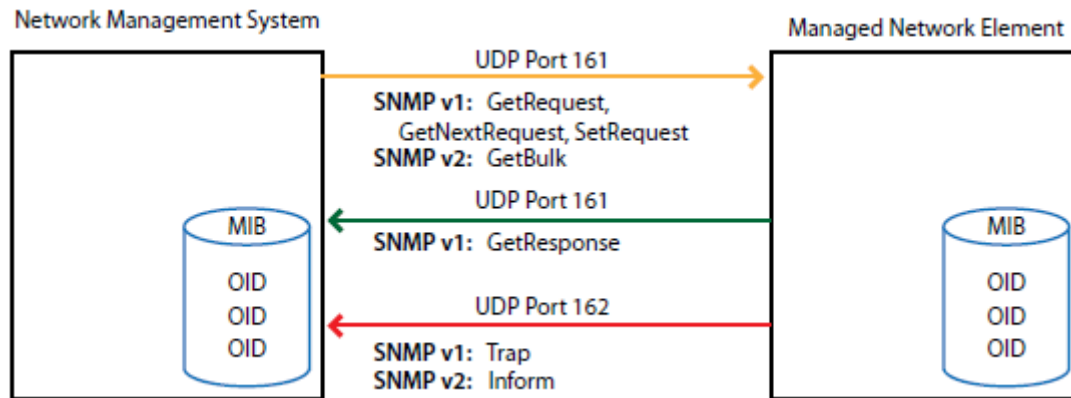 Network Management System
Managed Network Element
UDP Port 161
SNMP v1: GetRequest,
GetNextRequest, SetRequest
SNMP v2: GetBulk
UDP Port 161
SNMP v1: GetResponse
UDP Port 162
SNMP v1: Trap
SNMP v2: Inform
MIB
OID
OID
OID
MIB
OID
OID
OID